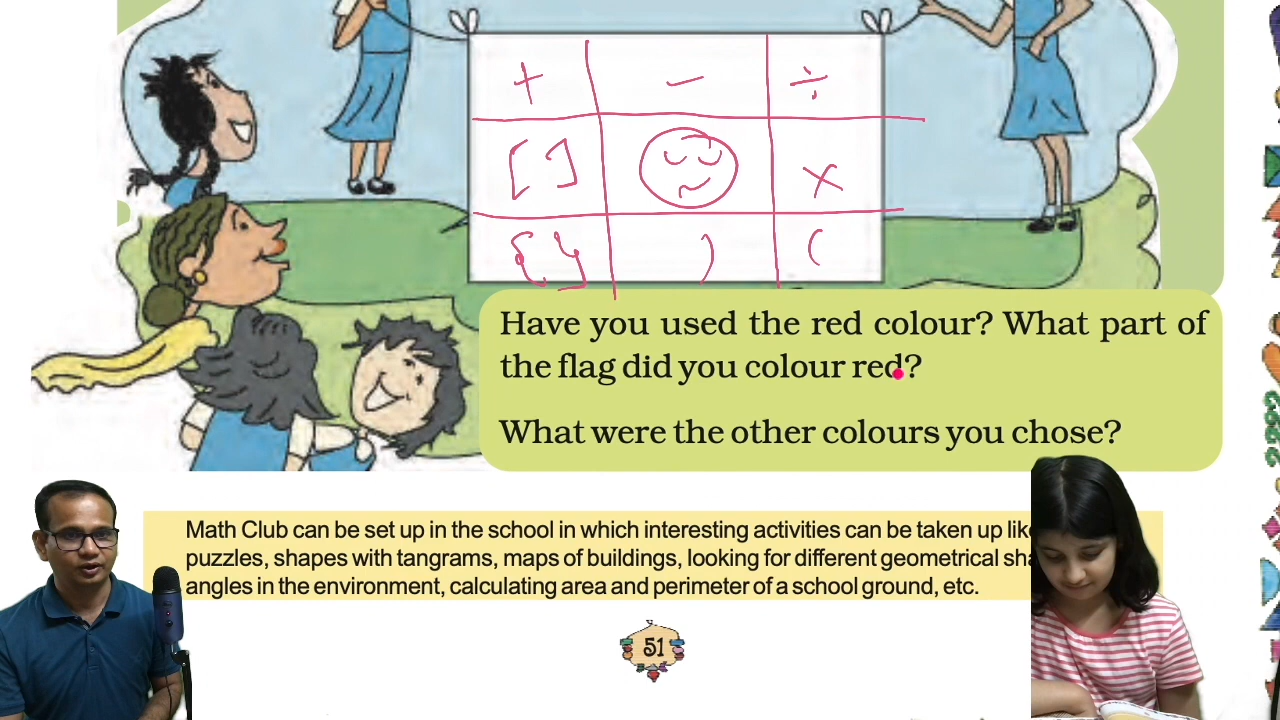 + − ÷
[ ] ×
{ } ) (
Have you used the red colour? What part of
the flag did you colour red?
What were the other colours you chose?
Math Club can be set up in the school in which interesting activities can be taken up
puzzles, shapes with tangrams, maps of buildings, looking for different geometrical
angles in the environment, calculating area and perimeter of a school ground, etc.
51